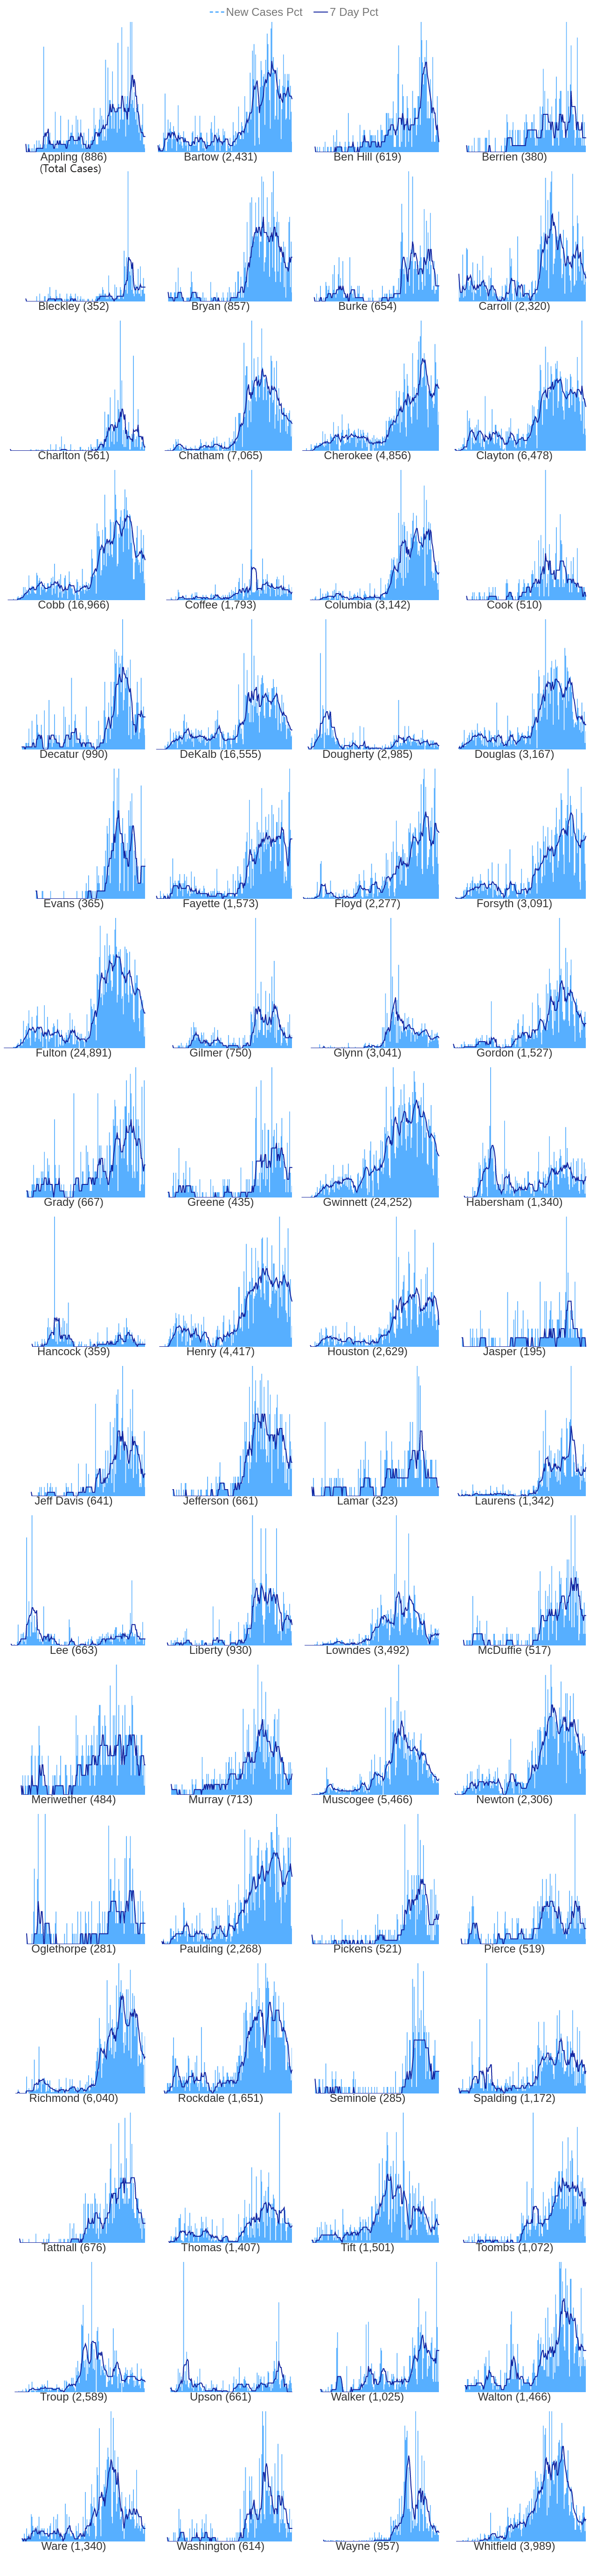 New Cases Pct 7 Day Pct
Appling (886) Bartow (2,431) Ben Hill (619) Berrien (380)
(Total Cases)
Bleckley (352) Bryan (857) Burke (654) Carroll (2,320)
Charlton (561) Chatham (7,065) Cherokee (4,856) Clayton (6,478)
Cobb (16,966) Coffee (1,793) Columbia (3,142) Cook (510)
Decatur (990) DeKalb (16,555) Dougherty (2,985) Douglas (3,167)
Evans (365) Fayette (1,573) Floyd (2,277) Forsyth (3,091)
Fulton (24,891) Gilmer (750) Glynn (3,041) Gordon (1,527)
Grady (667) Greene (435) Gwinnett (24,252) Habersham (1,340)
Hancock (359) Henry (4,417) Houston (2,629) Jasper (195)
Jeff Davis (641) Jefferson (661) Lamar (323) Laurens (1,342)
Lee (663) Liberty (930) Lowndes (3,492) McDuffie (517)
Meriwether (484) Murray (713) Muscogee (5,466) Newton (2,306)
Oglethorpe (281) Paulding (2,268) Pickens (521) Pierce (519)
Richmond (6,040) Rockdale (1,651) Seminole (285) Spalding (1,172)
Tattnall (676) Thomas (1,407) Tift (1,501) Toombs (1,072)
Troup (2,589) Upson (661) Walker (1,025) Walton (1,466)
Ware (1,340) Washington (614) Wayne (957) Whitfield (3,989)